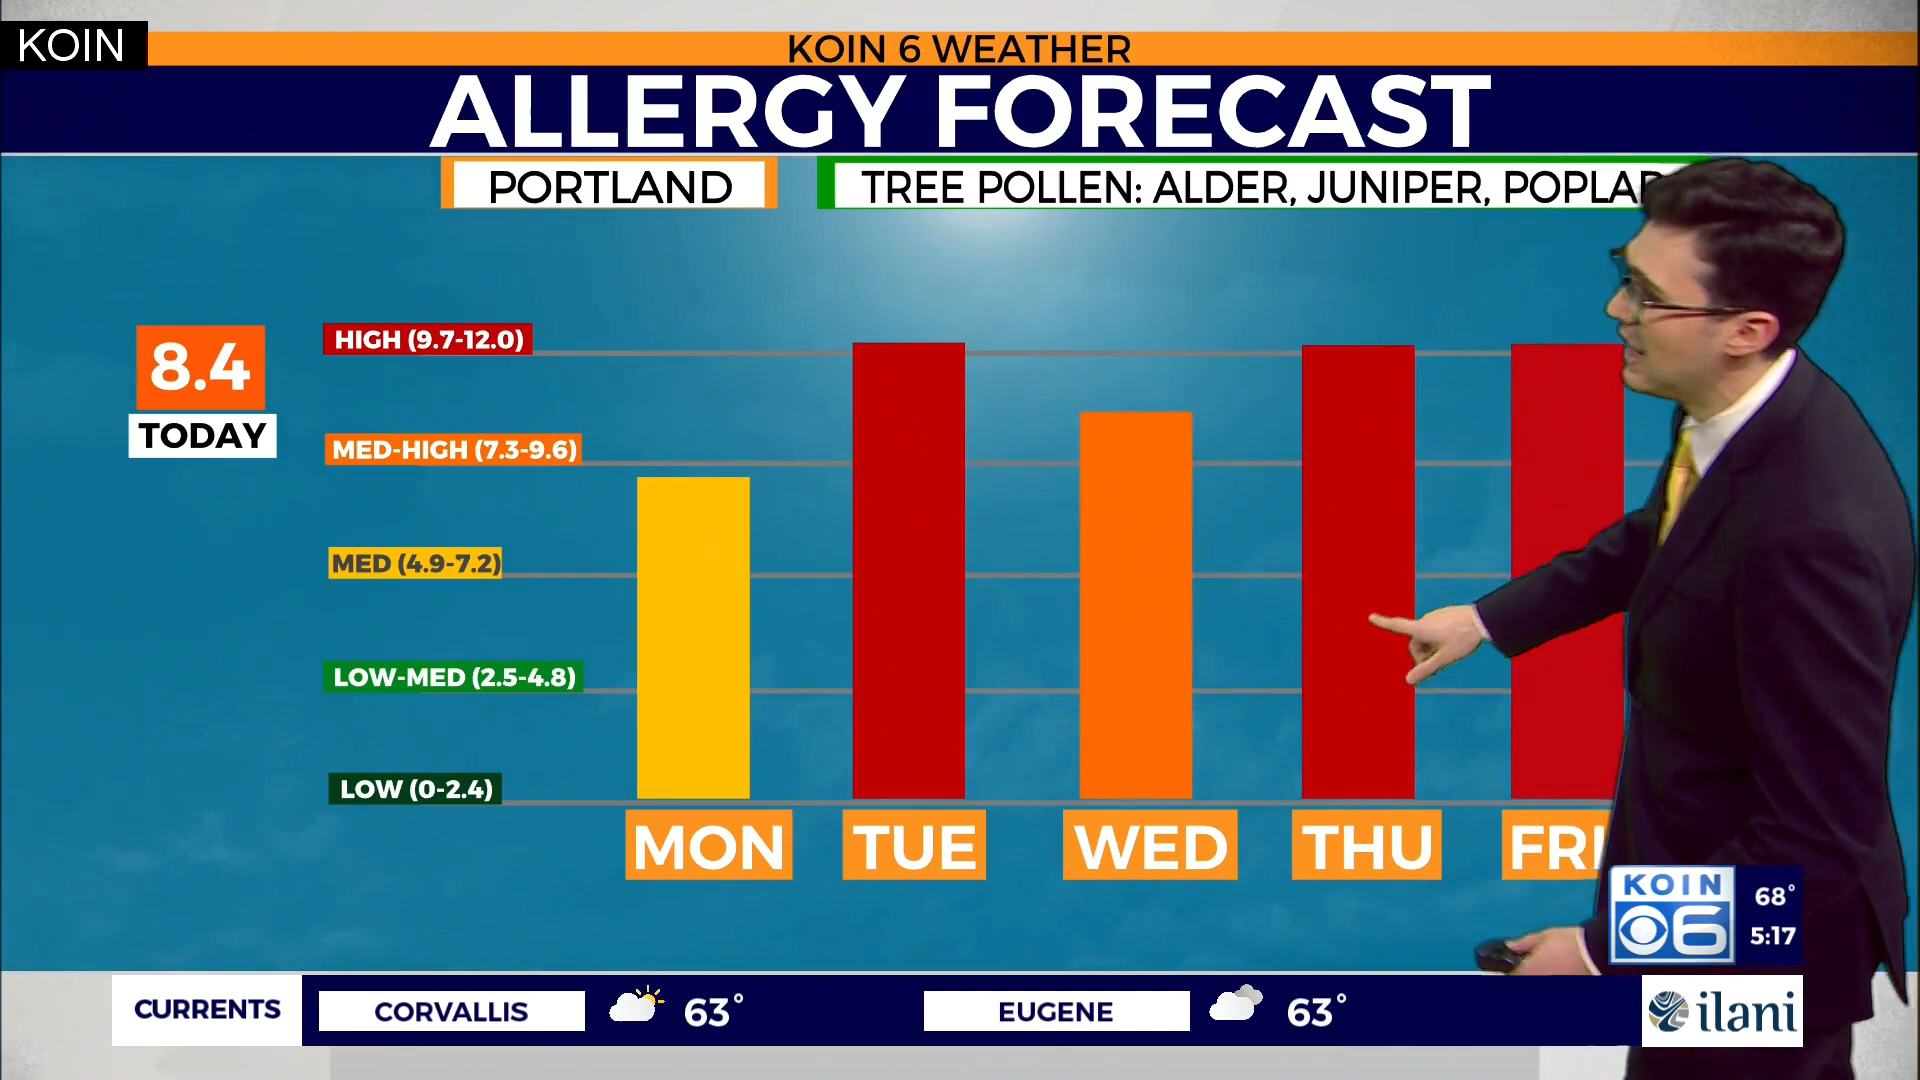 KOIN
KOIN 6 WEATHER
ALLERGY FORECAST
PORTLAND
TREE POLLEN: ALDER, JUNIPER, POPLAR
8.4
TODAY
HIGH (9.7-12.0)
MED-HIGH (7.3-9.6)
MED (4.9-7.2)
LOW-MED (2.5-4.8)
LOW (0-2.4)
MON TUE WED THU FRI
KOIN
6
68°
5:17
CURRENTS CORVALLIS 63° EUGENE 63°
ilani